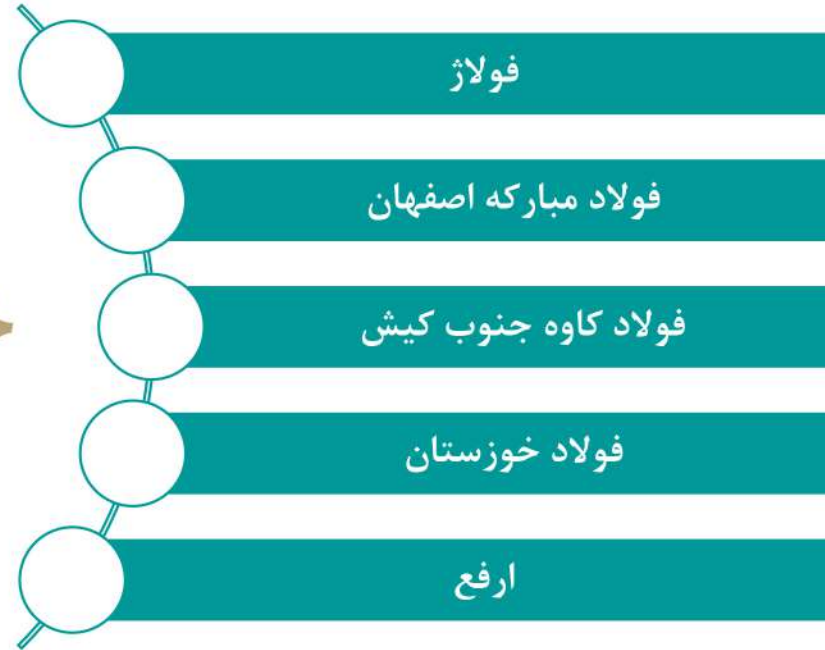 فولاژ
فولاد مبارکه اصفهان
فولاد کاوه جنوب کیش
فولاد خوزستان
ارفع